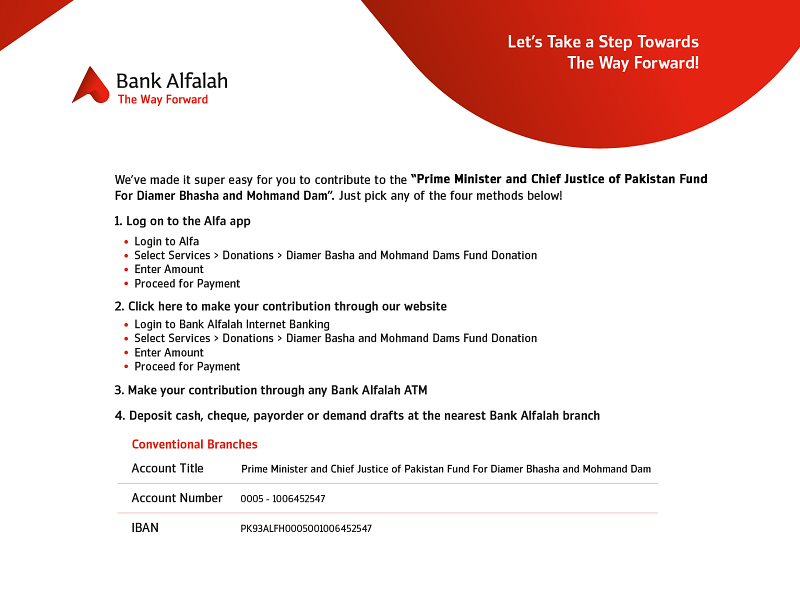 Let's Take a Step Towards
The Way Forward!
Bank Alfalah
The Way Forward
We've made it super easy for you to contribute to the “Prime Minister and Chief Justice of Pakistan Fund
For Diamer Bhasha and Mohmand Dam”. Just pick any of the four methods below!
1. Log on to the Alfa app
• Login to Alfa
• Select Services > Donations > Diamer Basha and Mohmand Dams Fund Donation
• Enter Amount
• Proceed for Payment
2. Click here to make your contribution through our website
• Login to Bank Alfalah Internet Banking
• Select Services > Donations > Diamer Basha and Mohmand Dams Fund Donation
• Enter Amount
• Proceed for Payment
3. Make your contribution through any Bank Alfalah ATM
4. Deposit cash, cheque, payorder or demand drafts at the nearest Bank Alfalah branch
Conventional Branches
Account Title Prime Minister and Chief Justice of Pakistan Fund For Diamer Bhasha and Mohmand Dam
Account Number 0005 - 1006452547
IBAN PK93ALFH0005001006452547